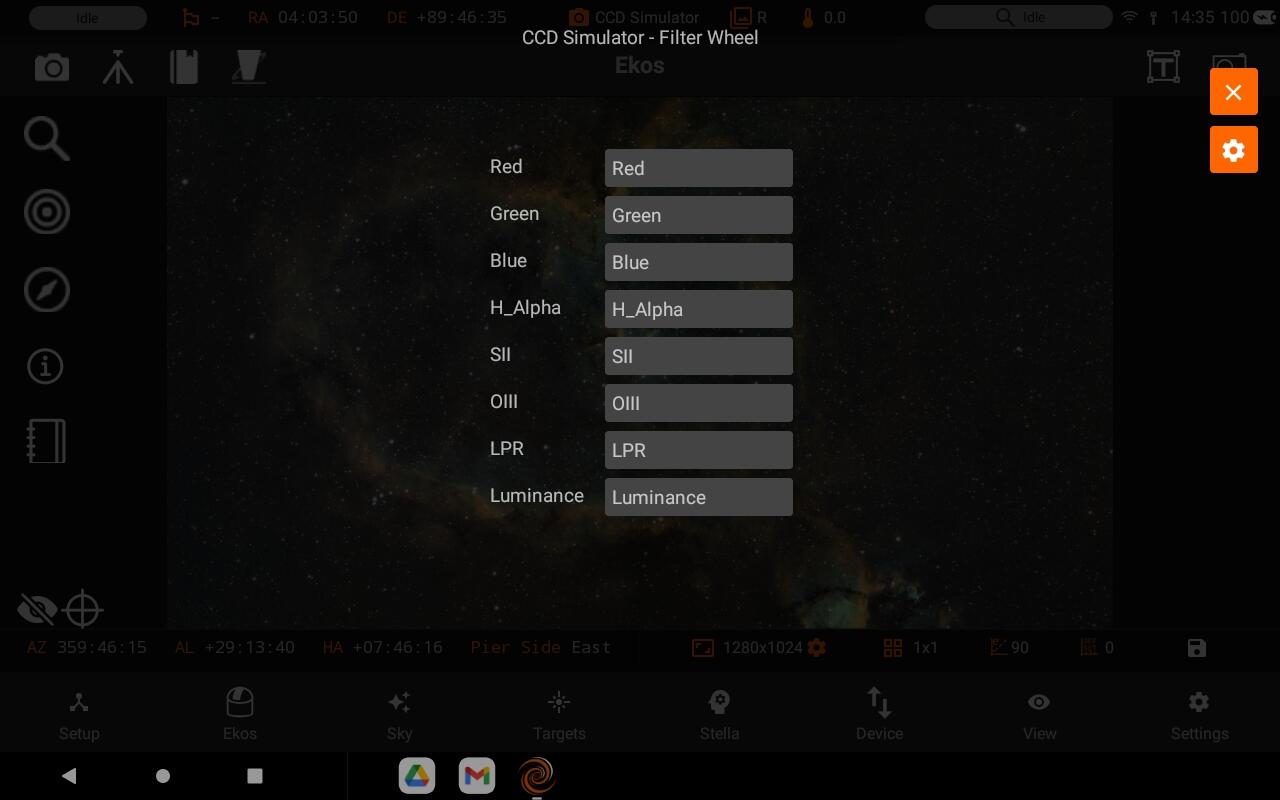 Idle
–
RA 04:03:50
DE +89:46:35
CCD Simulator
R
0.0
Idle
14:35 100
CCD Simulator - Filter Wheel
Ekos
T
Red Red
Green Green
Blue Blue
H_Alpha H_Alpha
SII SII
OIII OIII
LPR LPR
Luminance Luminance
AZ 359:46:15
AL +29:13:40
HA +07:46:16
Pier Side East
1280x1024
1x1
90
0
Setup
Ekos
Sky
Targets
Stella
Device
View
Settings